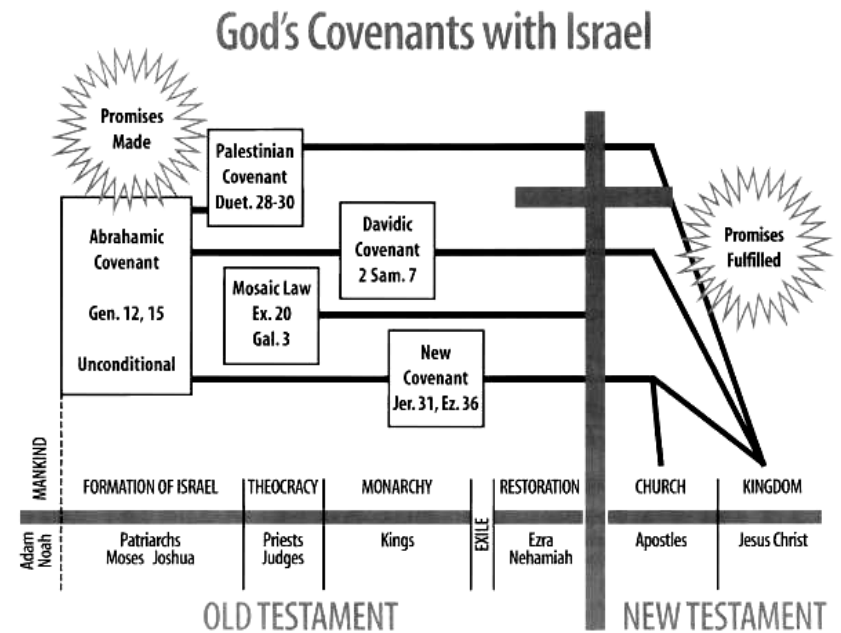 God's Covenants with Israel
Promises
Made
Palestinian
Covenant
Duet. 28-30
Abrahamic
Covenant
Gen. 12, 15
Unconditional
Davidic
Covenant
2 Sam. 7
Mosaic Law
Ex. 20
Gal. 3
New
Covenant
Jer. 31, Ez. 36
Promises
Fulfilled
MANKIND
FORMATION OF ISRAEL
THEOCRACY
MONARCHY
EXILE
RESTORATION
CHURCH
KINGDOM
Adam
Noah
Patriarchs
Moses Joshua
Priests
Judges
Kings
Ezra
Nehamiah
Apostles
Jesus Christ
OLD TESTAMENT
NEW TESTAMENT